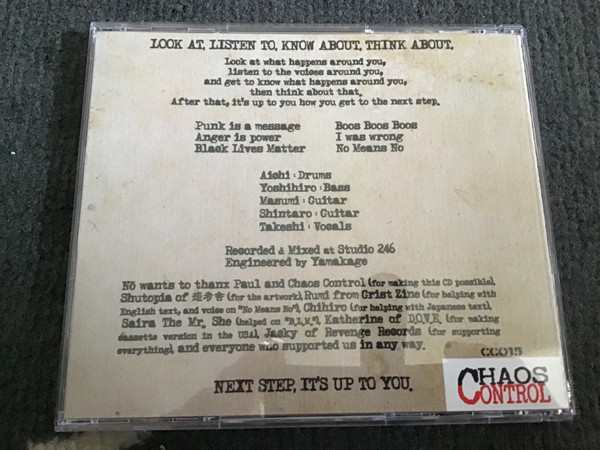 LOOK AT, LISTEN TO, KNOW ABOUT, THINK ABOUT.
Look at what happens around you,
listen to the voices around you,
and get to know what happens around you,
then think about that.
After that, it's up to you how you get to the next step.
Punk is a message
Anger is power
Black Lives Matter
Boos Boos Boos
I was wrong
No Means No
Aichi : Drums
Yoshihiro : Bass
Masumi : Guitar
Shintaro : Guitar
Takeshi : Vocals
Recorded & Mixed at Studio 246
Engineered by Yamakage
Nō wants to thanx Paul and Chaos Control (for making this CD possible),
Shutopia of (for the artwork), Rumi from Grist Zine (for helping with
English text, and voice on "No Means No"), Chihiro (for helping with Japanese text),
Saira The Mr. She (helped on "B,L,M,"), Katherine of D.O.V.E. (for making
cassette version in the USA), Jacky of Revenge Records (for supporting
everything), and everyone who supported us in any way.
CC015
NEXT STEP, IT'S UP TO YOU.
CHAOS
CONTROL